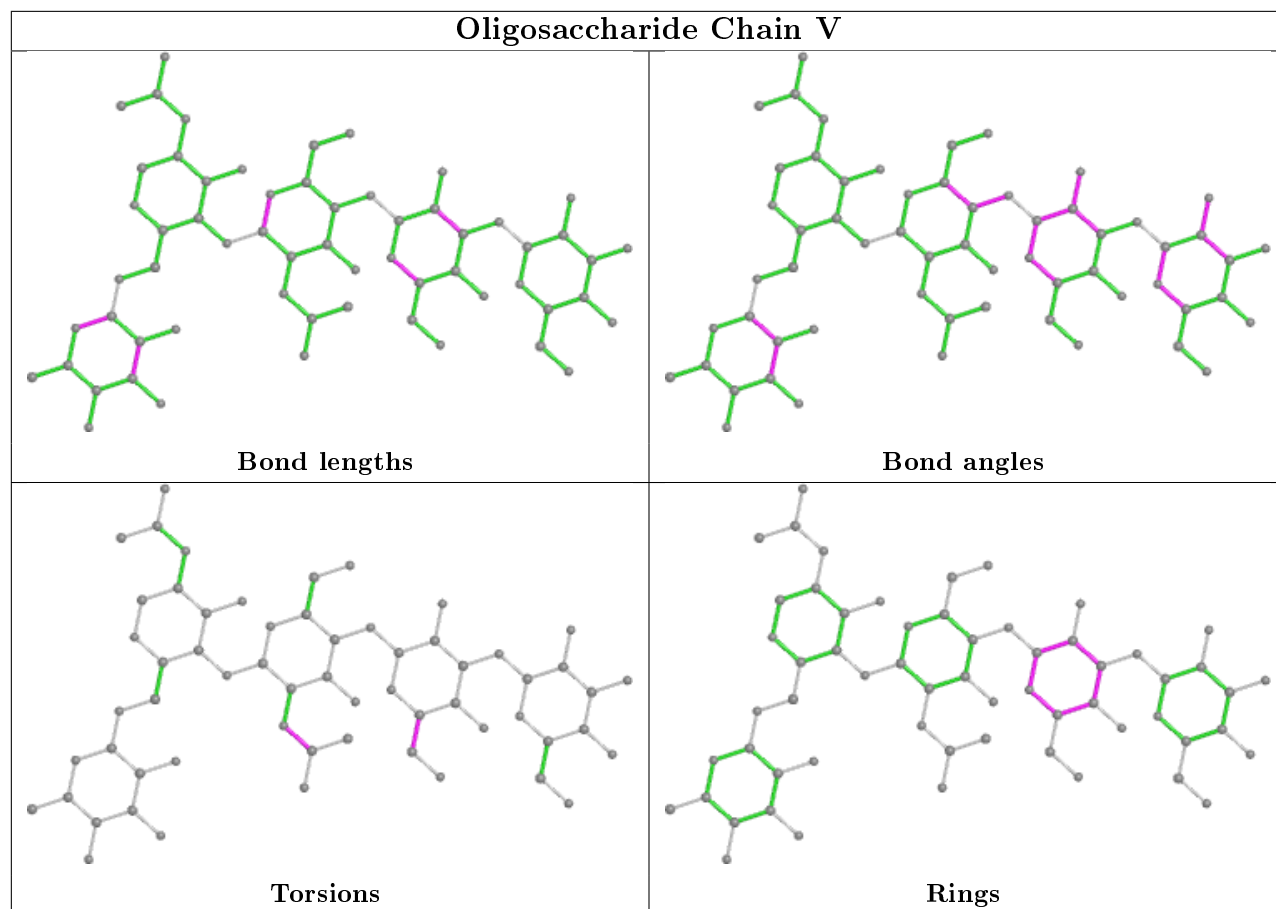 Oligosaccharide Chain V
Bond lengths
Bond angles
Torsions
Rings